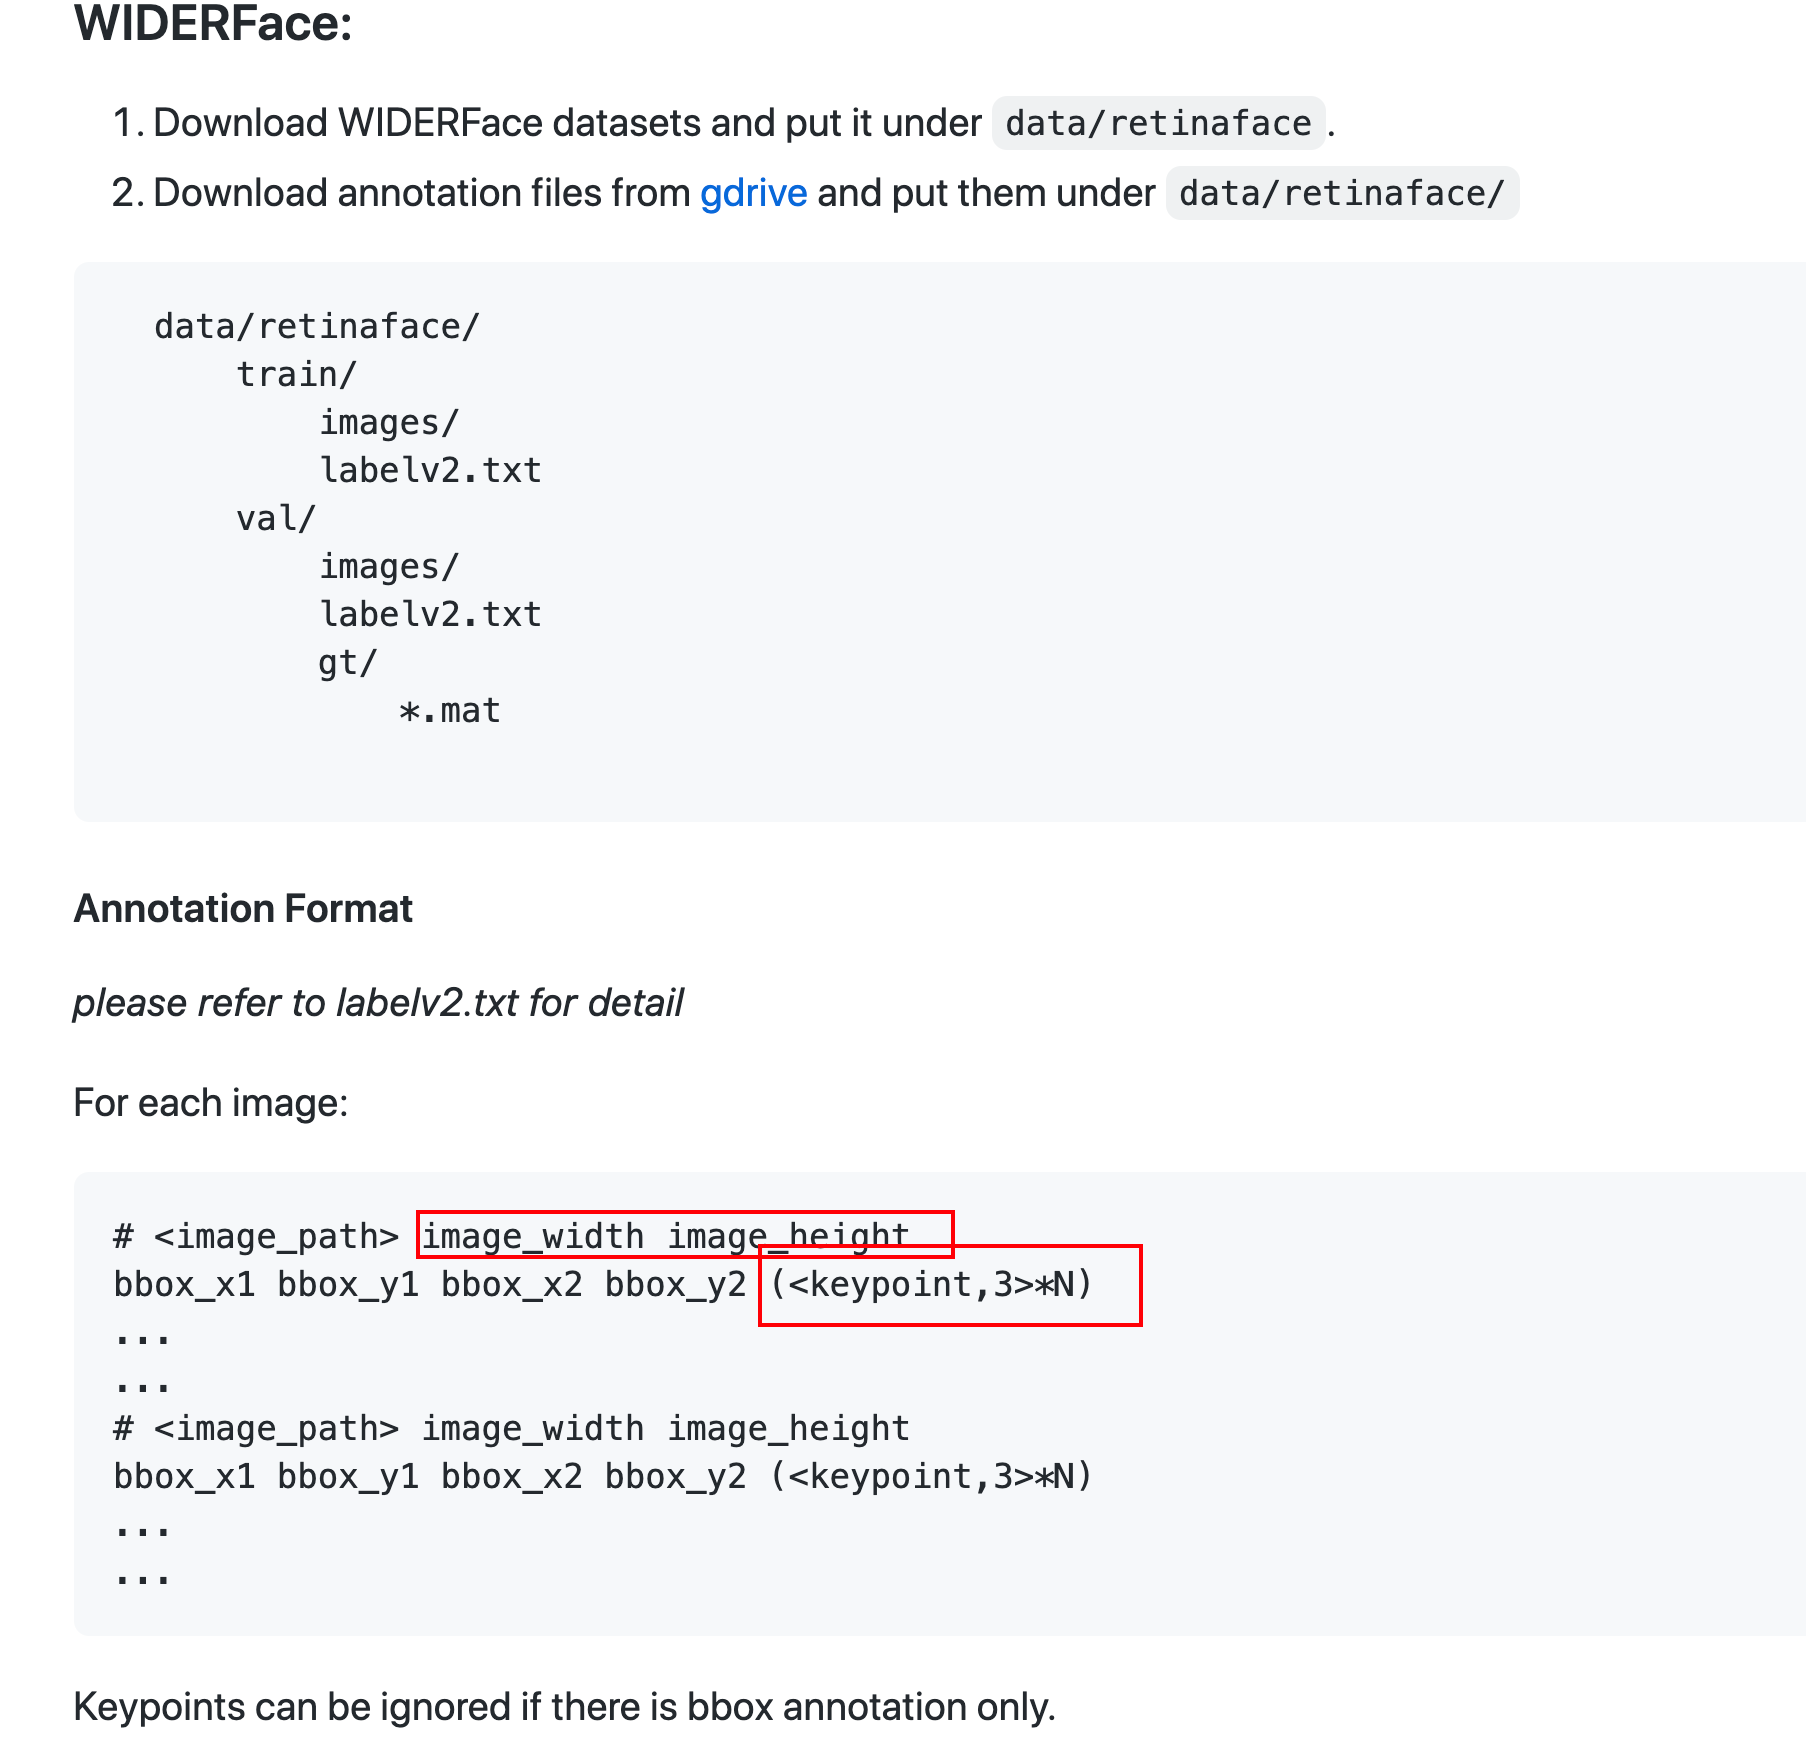 WIDERFace:
1. Download WIDERFace datasets and put it under data/retinaface.
2. Download annotation files from gdrive and put them under data/retinaface/
data/retinaface/
train/
images/
labelv2.txt
val/
images/
labelv2.txt
gt/
*.mat
Annotation Format
please refer to labelv2.txt for detail
For each image:
# <image_path> image_width image_height
bbox_x1 bbox_y1 bbox_x2 bbox_y2 (<keypoint,3>*N)
...
...
# <image_path> image_width image_height
bbox_x1 bbox_y1 bbox_x2 bbox_y2 (<keypoint,3>*N)
...
...
Keypoints can be ignored if there is bbox annotation only.